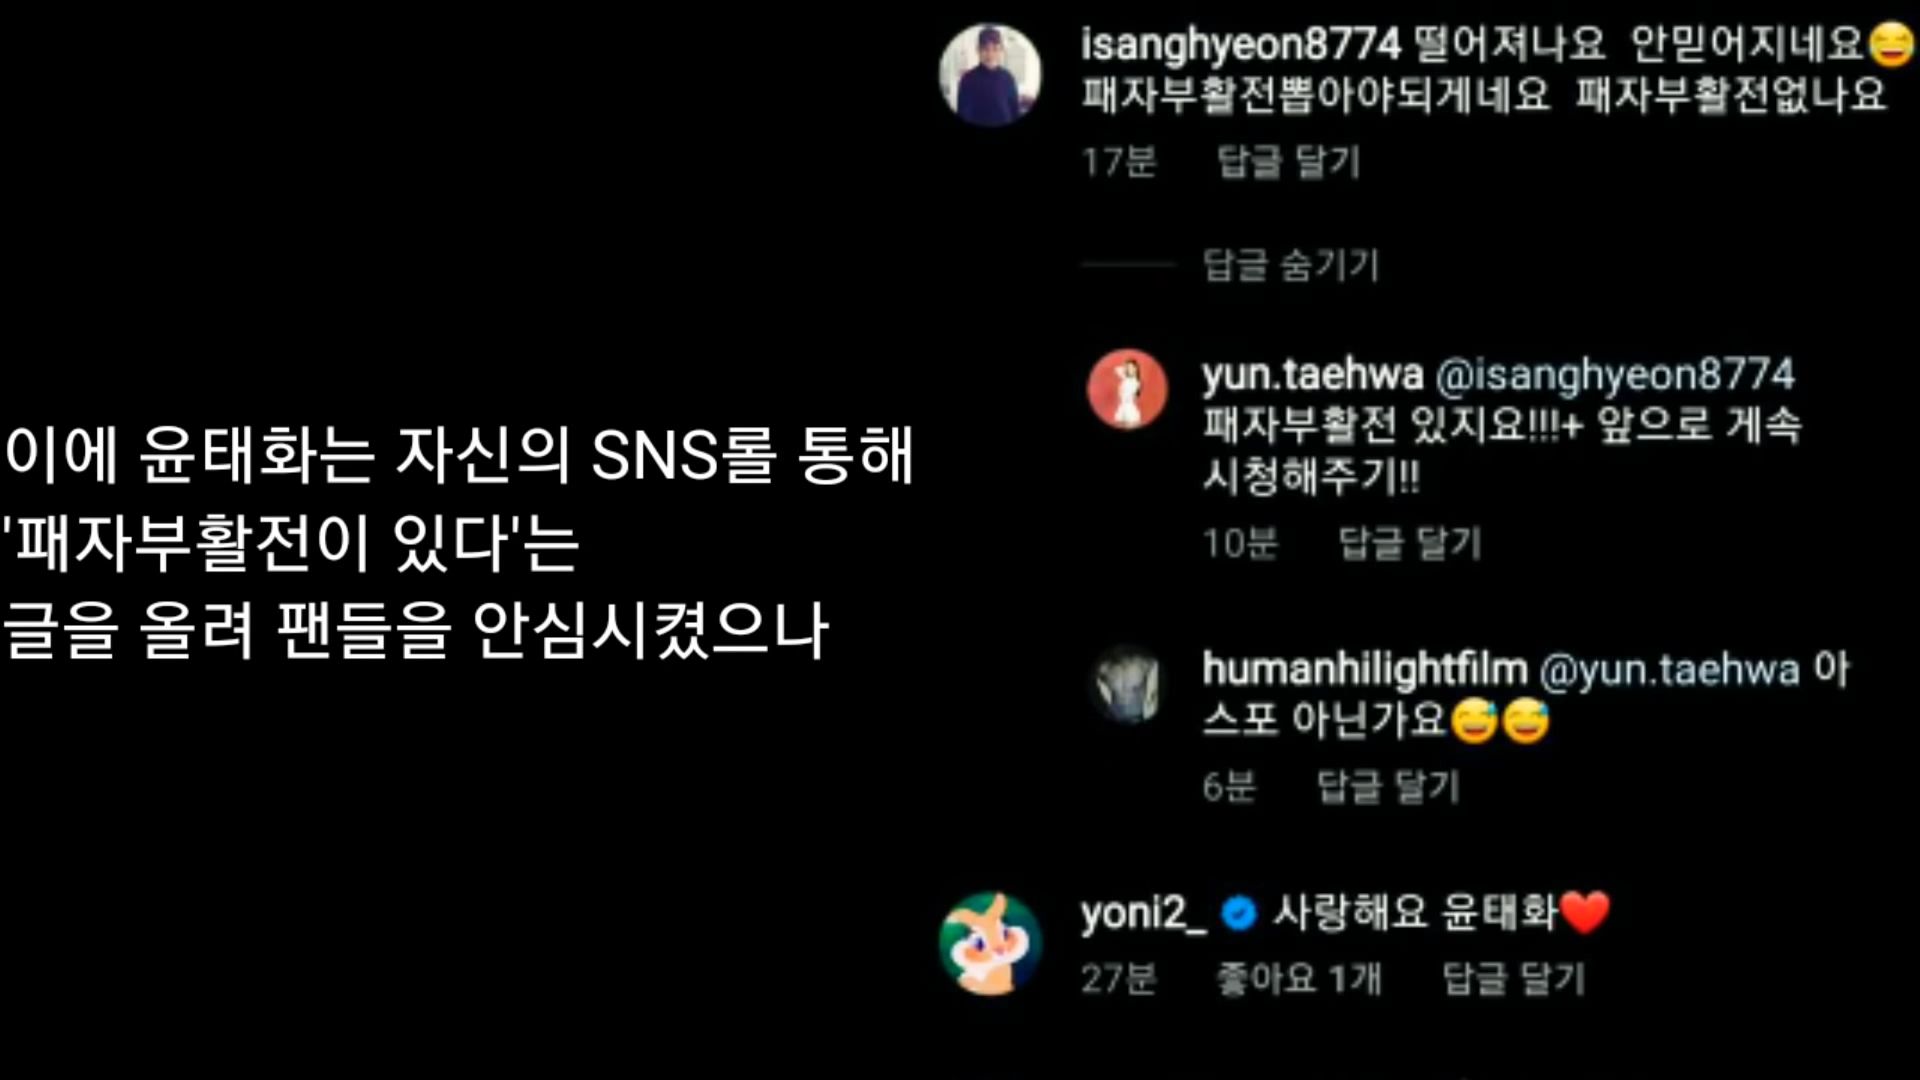 이에 윤태화는 자신의 SNS롤 통해
'패자부활전이 있다'는
글을 올려 팬들을 안심시켰으나
isanghyeon8774 떨어져나요 안믿어지네요😅
패자부활전뽑아야되게네요 패자부활전없나요
17분 답글 달기
답글 숨기기
yun.taehwa @isanghyeon8774
패자부활전 있지요!!!+ 앞으로 게속
시청해주기!!
10분 답글 달기
humanhilightfilm @yun.taehwa 아
스포 아닌가요😅😅
6분 답글 달기
yoni2_ 사랑해요 윤태화❤️
27분 좋아요 1개 답글 달기